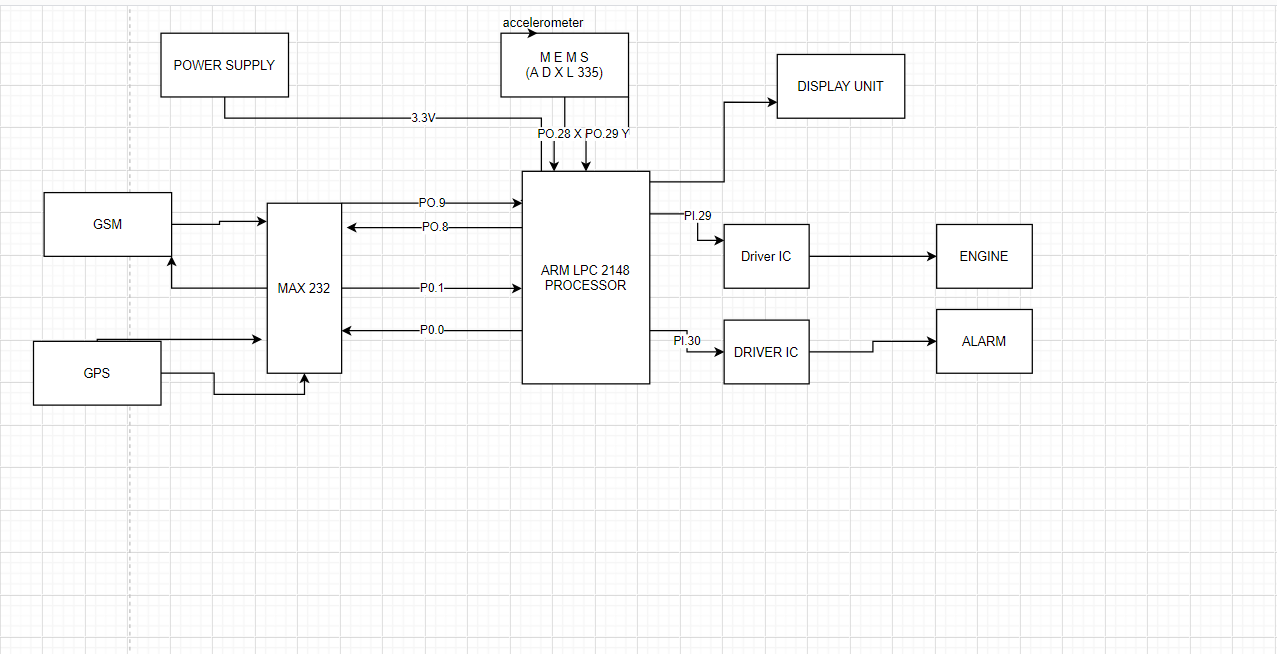 accelerometer
POWER SUPPLY
M E M S
(A D X L 335)
DISPLAY UNIT
3.3V
PO.28 X PO.29 Y
GSM
PO.9
PO.8
PI.29
Driver IC
ENGINE
ARM LPC 2148
PROCESSOR
MAX 232
P0.1
P0.0
PI.30
DRIVER IC
ALARM
GPS